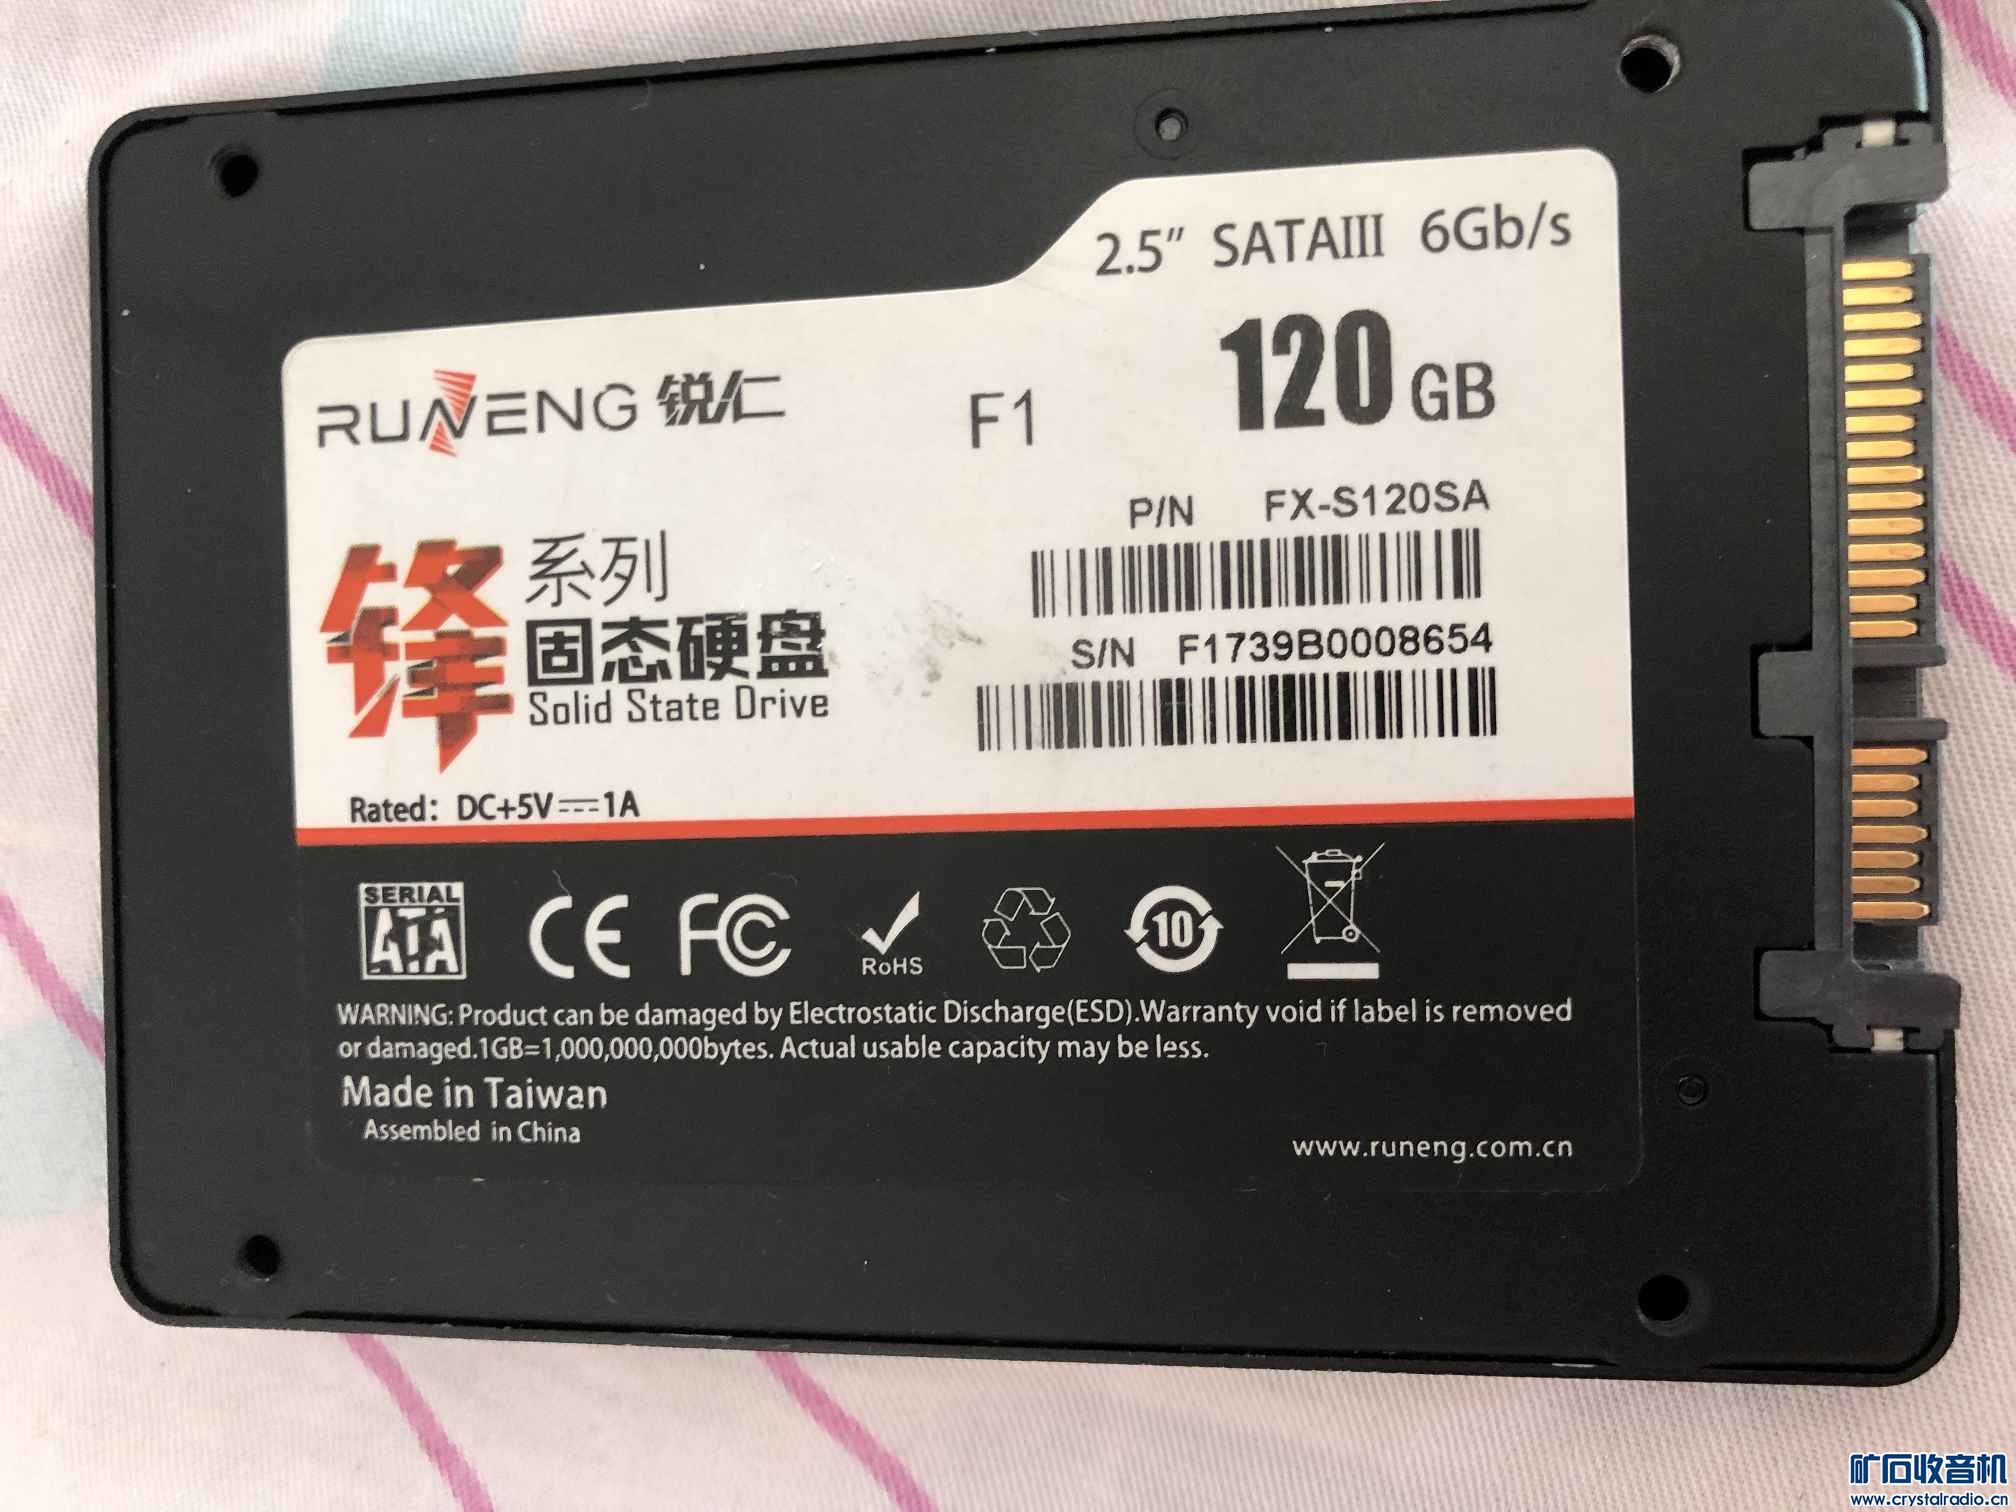 2.5" SATAIII 6Gb/s
RUNENG 锐仁
F1
120 GB
P/N FX-S120SA
锋 系列
固态硬盘
Solid State Drive
S/N F1739B0008654
Rated: DC+5V⎓1A
SERIAL
ATA
CE
FC
RoHS
10
WARNING: Product can be damaged by Electrostatic Discharge(ESD).Warranty void if label is removed
or damaged.1GB=1,000,000,000bytes. Actual usable capacity may be less.
Made in Taiwan
Assembled in China
www.runeng.com.cn
矿石收音机
www.crystalradio.cn